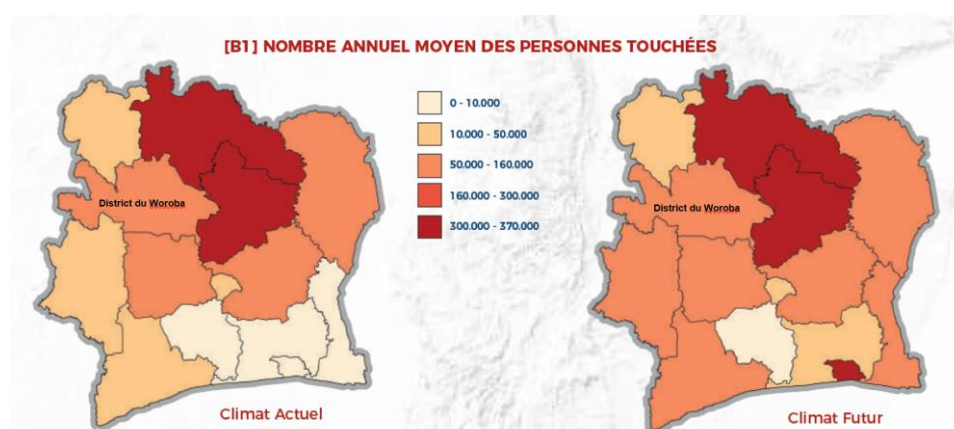 [B1] NOMBRE ANNUEL MOYEN DES PERSONNES TOUCHÉES
0 - 10.000
10.000 - 50.000
50.000 - 160.000
160.000 - 300.000
300.000 - 370.000
District du Woroba
District du Woroba
Climat Actuel
Climat Futur